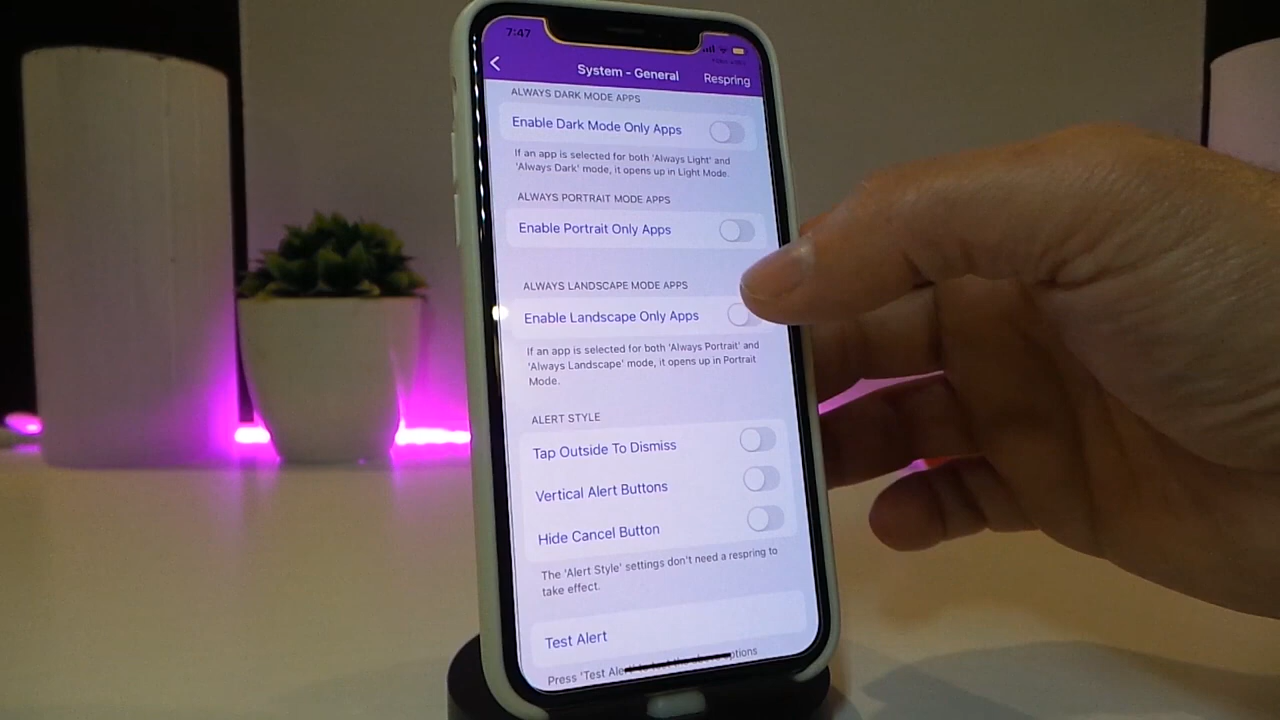 7:47
System - General
Respring
ALWAYS DARK MODE APPS
Enable Dark Mode Only Apps
If an app is selected for both 'Always Light' and
'Always Dark' mode, it opens up in Light Mode.
ALWAYS PORTRAIT MODE APPS
Enable Portrait Only Apps
ALWAYS LANDSCAPE MODE APPS
Enable Landscape Only Apps
If an app is selected for both 'Always Portrait' and
'Always Landscape' mode, it opens up in Portrait
Mode.
ALERT STYLE
Tap Outside To Dismiss
Vertical Alert Buttons
Hide Cancel Button
The 'Alert Style' settings don't need a respring to
take effect.
Test Alert
Press 'Test